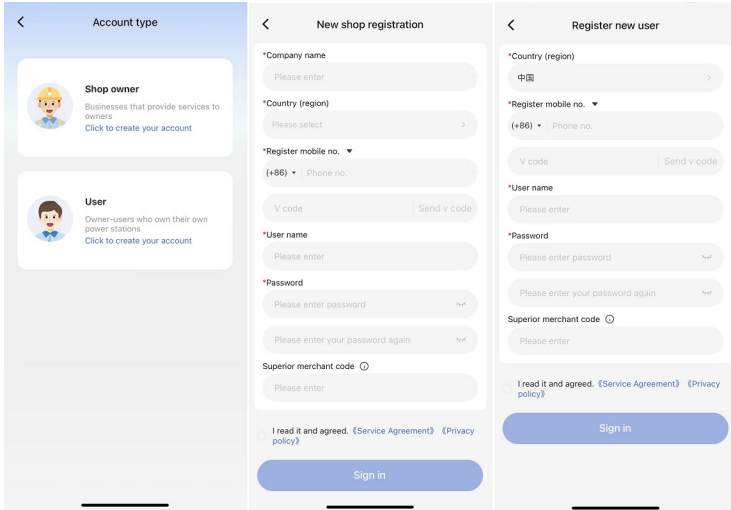 Account type
Shop owner
Businesses that provide services to
owners
Click to create your account
User
Owner-users who own their own
power stations
Click to create your account
New shop registration
*Company name
Please enter
*Country (region)
Please select
*Register mobile no.
(+86) Phone no.
V code Send v code
*User name
Please enter
*Password
Please enter password
Please enter your password again
Superior merchant code
Please enter
I read it and agreed.《Service Agreement》《Privacy
policy》
Sign in
Register new user
*Country (region)
中国
*Register mobile no.
(+86) Phone no.
V code Send v code
*User name
Please enter
*Password
Please enter password
Please enter your password again
Superior merchant code
Please enter
I read it and agreed.《Service Agreement》《Privacy
policy》
Sign in